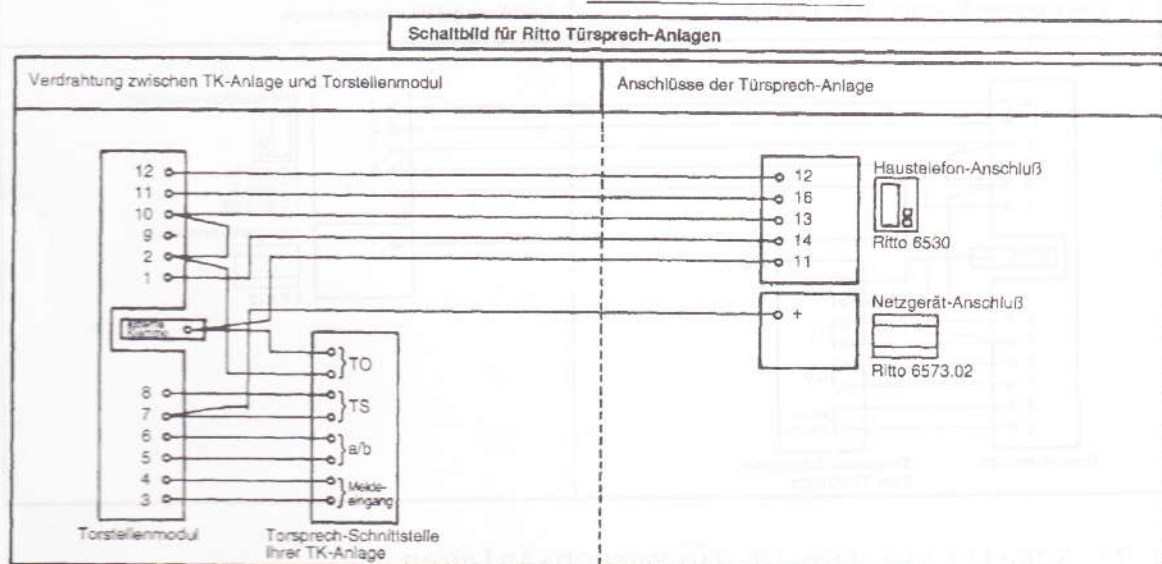 Schaltbild für Ritto Türsprech-Anlagen
Verdrahtung zwischen TK-Anlage und Torstellenmodul
Anschlüsse der Türsprech-Anlage
12
11
10
9
2
1
8
7
6
5
4
3
Torstellenmodul
TO
TS
a/b
Melde-
eingang
Torsprech-Schnittstelle
Ihrer TK-Anlage
12
16
13
14
11
Haustelefon-Anschluß
Ritto 6530
+
Netzgerät-Anschluß
Ritto 6573.02